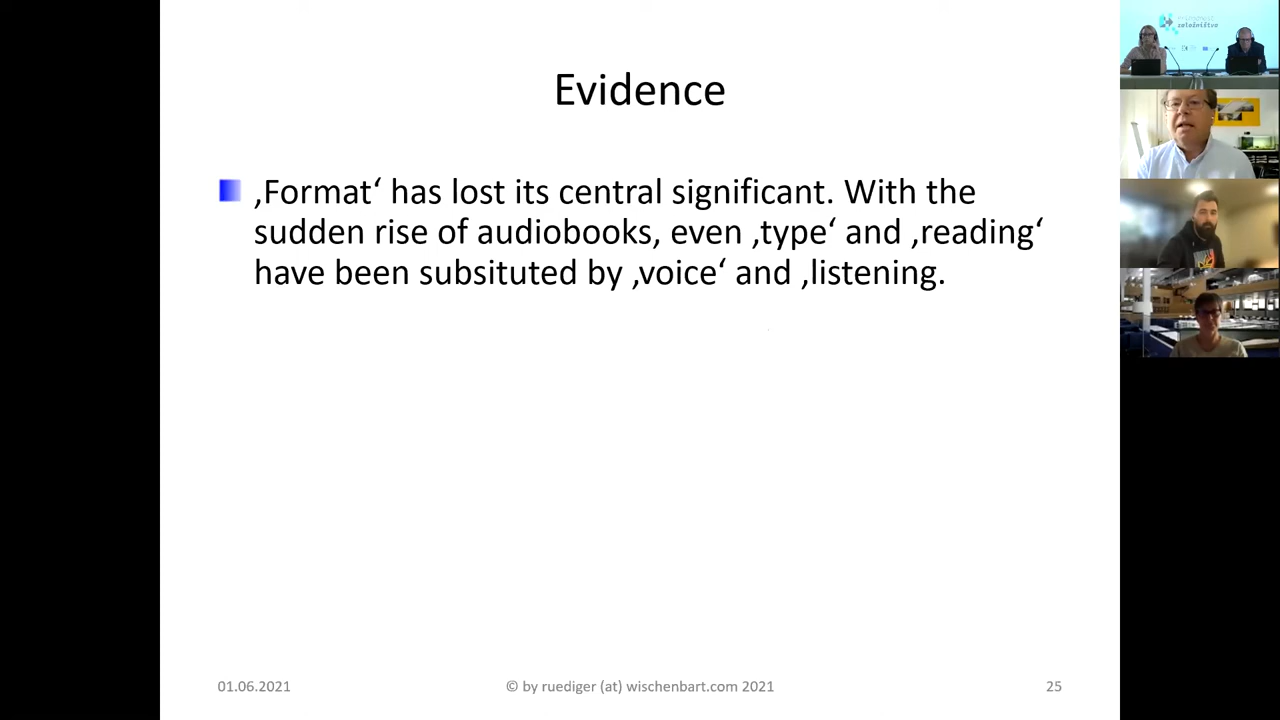 Evidence
‚Format‘ has lost its central significant. With the
sudden rise of audiobooks, even ‚type‘ and ‚reading‘
have been subsituted by ‚voice‘ and ‚listening.
01.06.2021
© by ruediger (at) wischenbart.com 2021
25
založništvo